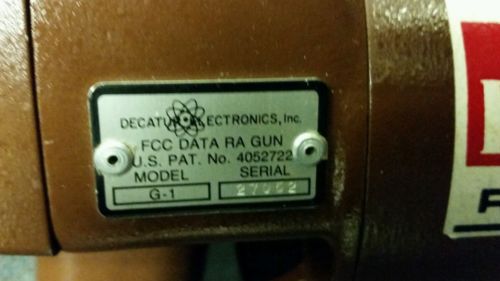 DECATUR ELECTRONICS, Inc.
FCC DATA RA GUN
U.S. PAT. No. 4052722
MODEL SERIAL
G-1